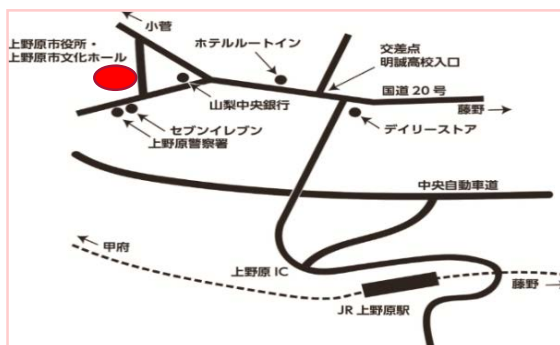 小菅
上野原市役所・
上野原市文化ホール
ホテルルートイン
交差点
明誠高校入口
国道20号
藤野
山梨中央銀行
セブンイレブン
上野原警察署
デイリーストア
中央自動車道
甲府
上野原IC
藤野
JR上野原駅